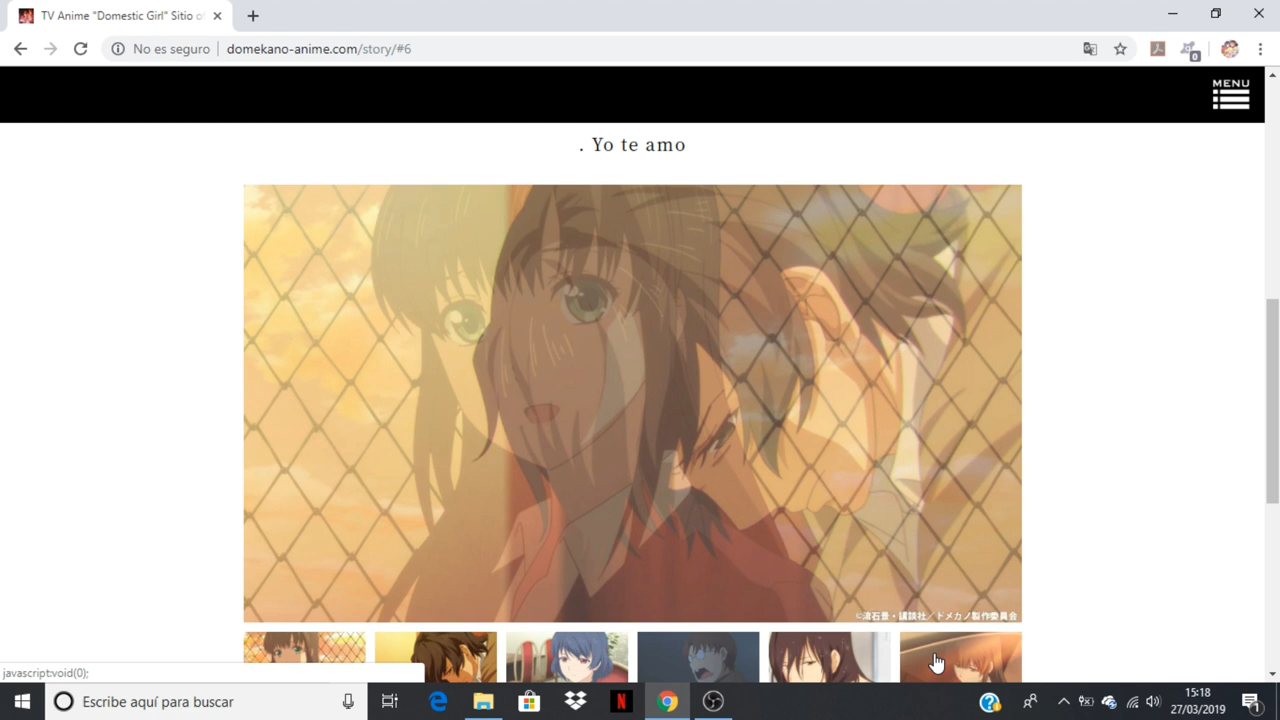 TV Anime "Domestic Girl" Sitio o
No es seguro
domekano-anime.com/story/#6
0
MENU
. Yo te amo
©流石景・講談社／ドメカノ製作委員会
javascript:void(0);
Escribe aquí para buscar
N
15:18
27/03/2019
1